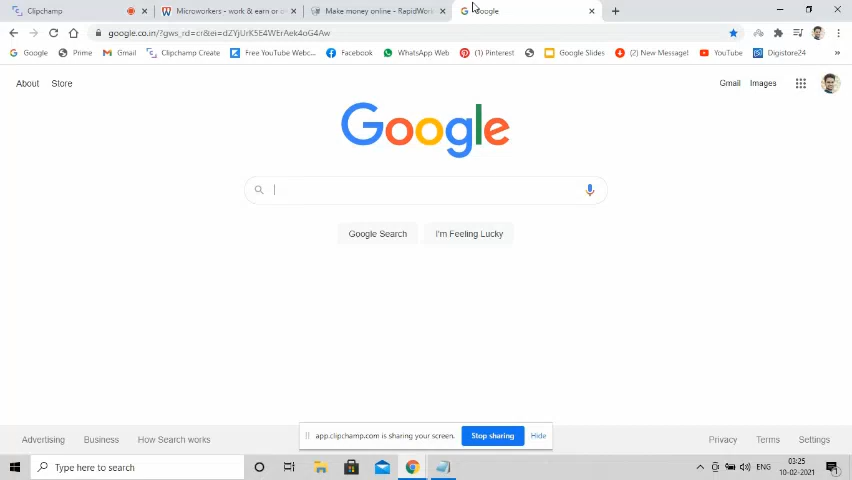 Clipchamp
Microworkers - work & earn or o
Make money online - RapidWork
Google
google.co.in/?gws_rd=cr&ei=dZYjUrK5E4WErAek4oG4Aw
Google
Prime
Gmail
Clipchamp Create
Free YouTube Webc...
Facebook
WhatsApp Web
(1) Pinterest
Google Slides
(2) New Message!
YouTube
Digistore24
»
About
Store
Gmail
Images
Google
Google Search
I'm Feeling Lucky
app.clipchamp.com is sharing your screen.
Stop sharing
Hide
Advertising
Business
How Search works
Privacy
Terms
Settings
Type here to search
ENG
03:25
10-02-2021